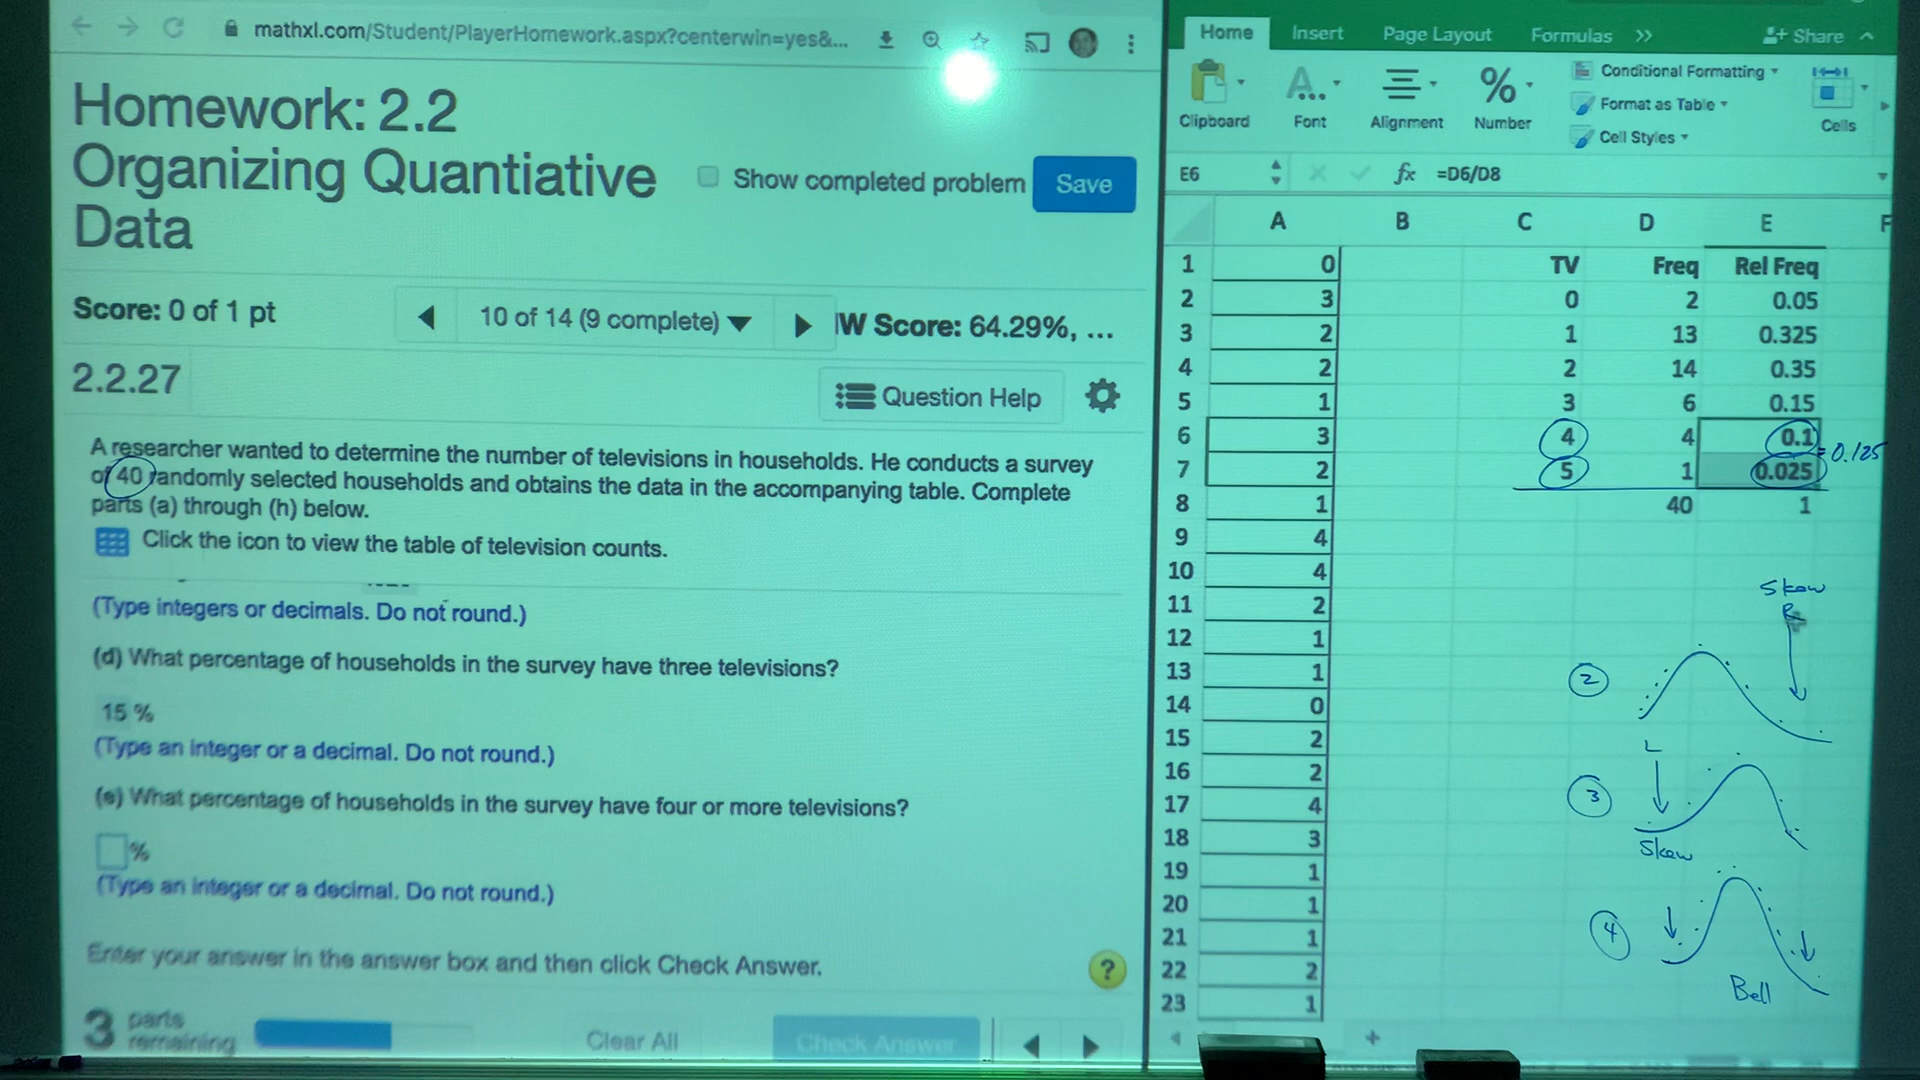 mathxl.com/Student/PlayerHomework.aspx?centerwin=yes&...
Homework: 2.2
Organizing Quantiative
Data
Show completed problem
Save
Score: 0 of 1 pt
10 of 14 (9 complete)
W Score: 64.29%, ...
2.2.27
Question Help
A researcher wanted to determine the number of televisions in households. He conducts a survey
of 40 randomly selected households and obtains the data in the accompanying table. Complete
parts (a) through (h) below.
Click the icon to view the table of television counts.
(Type integers or decimals. Do not round.)
(d) What percentage of households in the survey have three televisions?
15 %
(Type an integer or a decimal. Do not round.)
(e) What percentage of households in the survey have four or more televisions?
%
(Type an integer or a decimal. Do not round.)
Enter your answer in the answer box and then click Check Answer.
?
3 parts
remaining
Clear All
Check Answer
Home Insert Page Layout Formulas >> Share
Clipboard
Font
Alignment
Number
Conditional Formatting
Format as Table
Cell Styles
Cells
E6 fx =D6/D8
A B C D E F
1 0 TV Freq Rel Freq
2 3 0 2 0.05
3 2 1 13 0.325
4 2 2 14 0.35
5 1 3 6 0.15
6 3 4 4 0.1
7 2 5 1 0.025
= 0.125
8 1 40 1
9 4
10 4
11 2
12 1
13 1
14 0
15 2
16 2
17 4
18 3
19 1
20 1
21 1
22 2
23 1
Skew
R
2
L
3
Skew
4
Bell